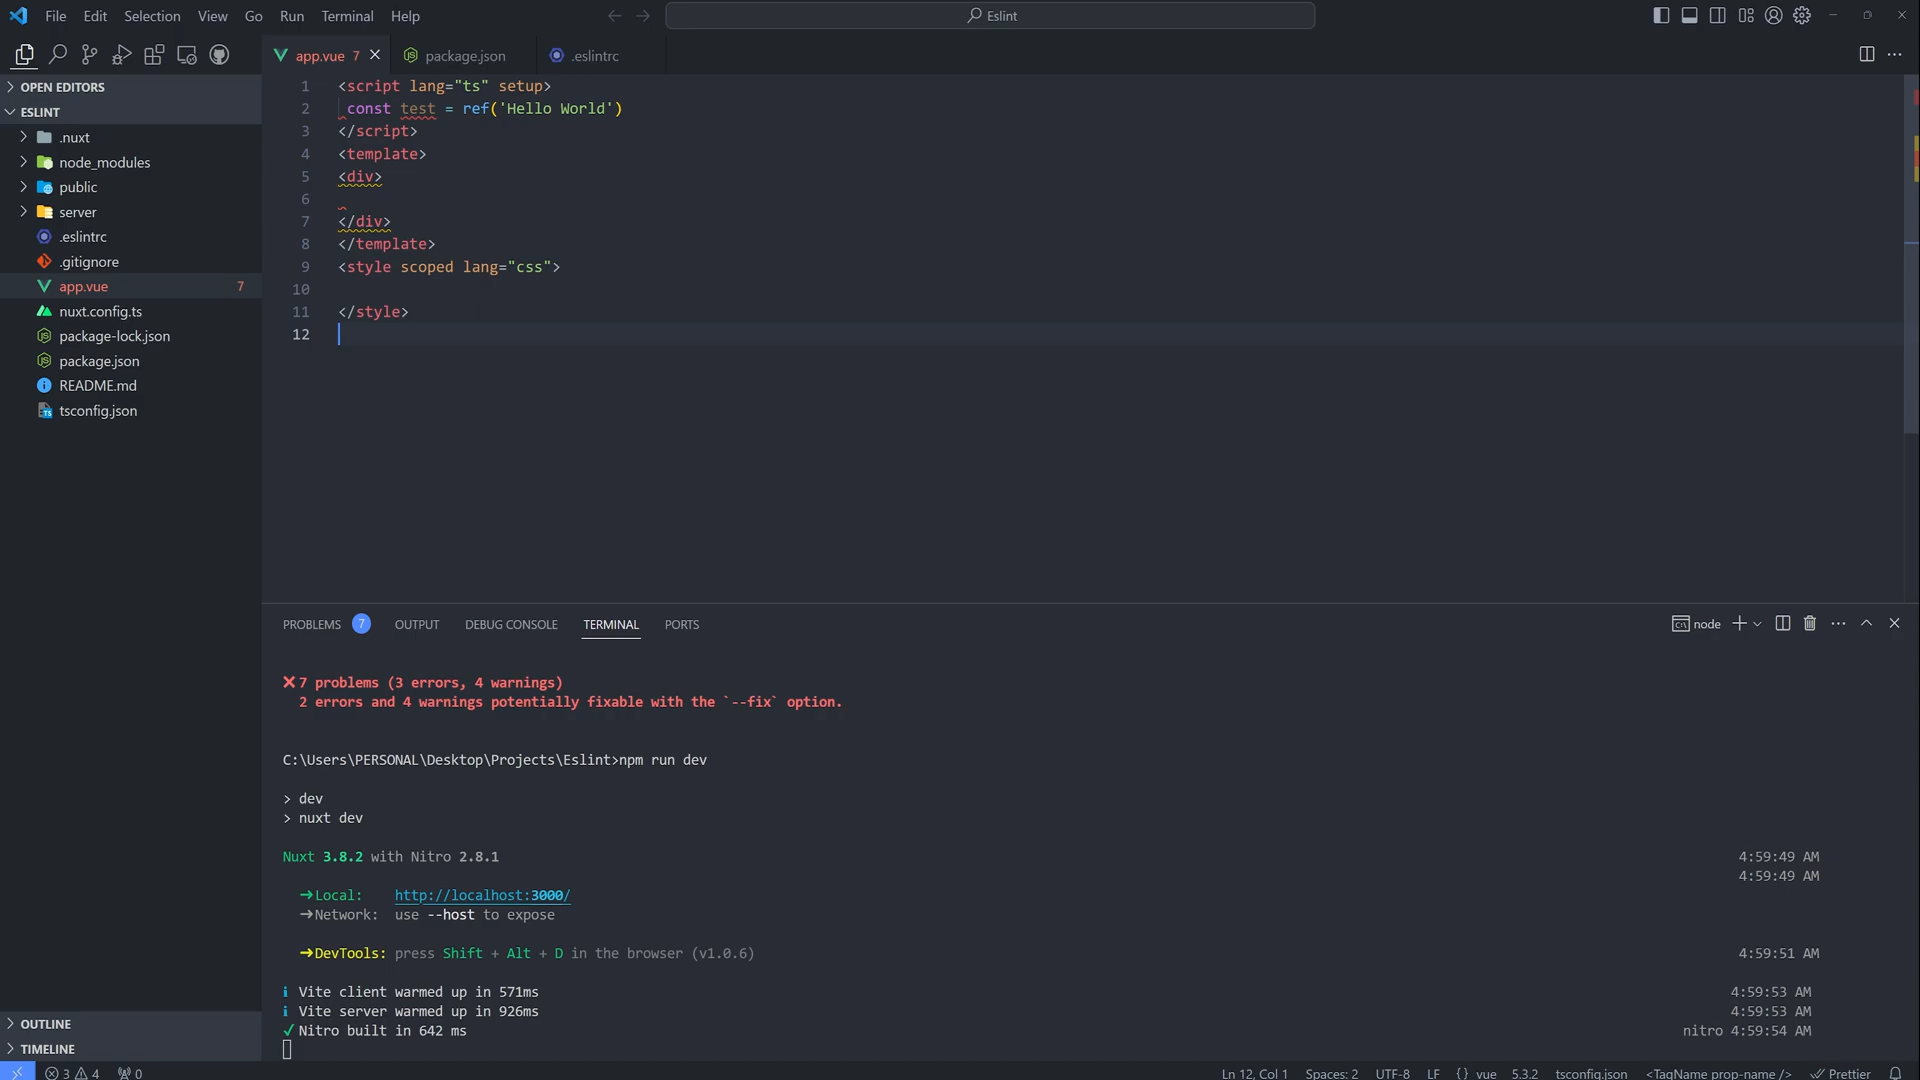 File Edit Selection View Go Run Terminal Help
Eslint
app.vue 7
package.json
.eslintrc
OPEN EDITORS
ESLINT
.nuxt
node_modules
public
server
.eslintrc
.gitignore
app.vue 7
nuxt.config.ts
package-lock.json
package.json
README.md
tsconfig.json
OUTLINE
TIMELINE
1 <script lang="ts" setup>
2 const test = ref('Hello World')
3 </script>
4 <template>
5 <div>
6
7 </div>
8 </template>
9 <style scoped lang="css">
10
11 </style>
12
PROBLEMS 7 OUTPUT DEBUG CONSOLE TERMINAL PORTS
node
7 problems (3 errors, 4 warnings)
2 errors and 4 warnings potentially fixable with the `--fix` option.
C:\Users\PERSONAL\Desktop\Projects\Eslint>npm run dev
> dev
> nuxt dev
Nuxt 3.8.2 with Nitro 2.8.1 4:59:49 AM
4:59:49 AM
➜Local: http://localhost:3000/
➜Network: use --host to expose
➜DevTools: press Shift + Alt + D in the browser (v1.0.6) 4:59:51 AM
ℹ Vite client warmed up in 571ms 4:59:53 AM
ℹ Vite server warmed up in 926ms 4:59:53 AM
✓Nitro built in 642 ms nitro 4:59:54 AM
3 4 0 Ln 12, Col 1 Spaces: 2 UTF-8 LF {} vue 5.3.2 tsconfig.json <TagName prop-name /> Prettier